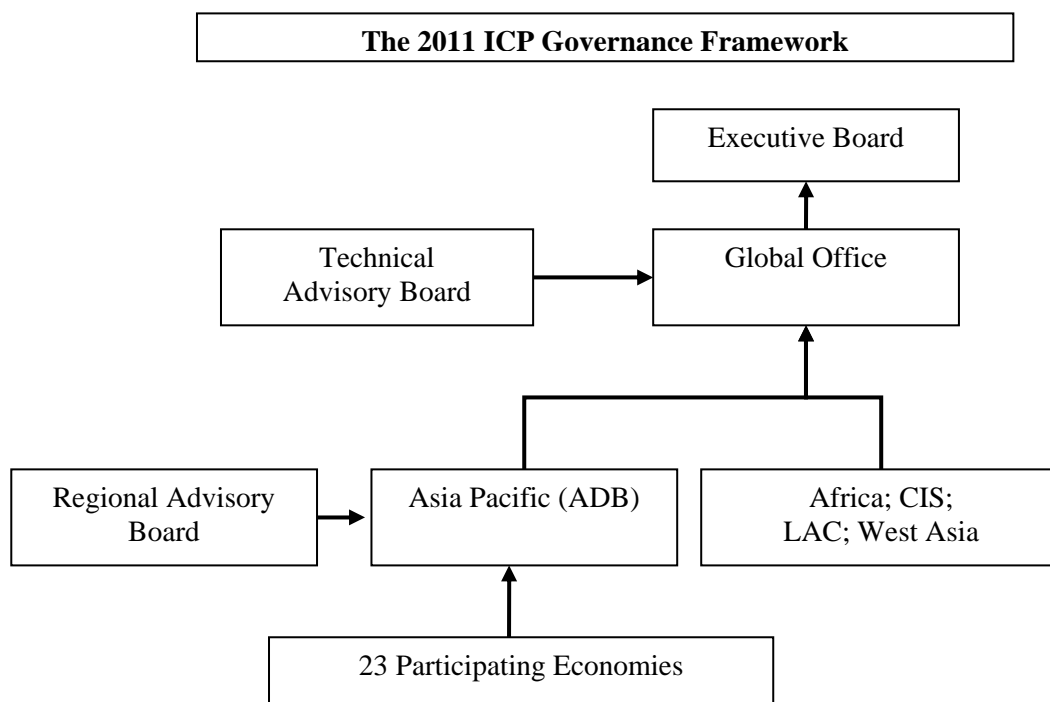 The 2011 ICP Governance Framework
Executive Board
Technical
Advisory Board
Global Office
Regional Advisory
Board
Asia Pacific (ADB)
Africa; CIS;
LAC; West Asia
23 Participating Economies